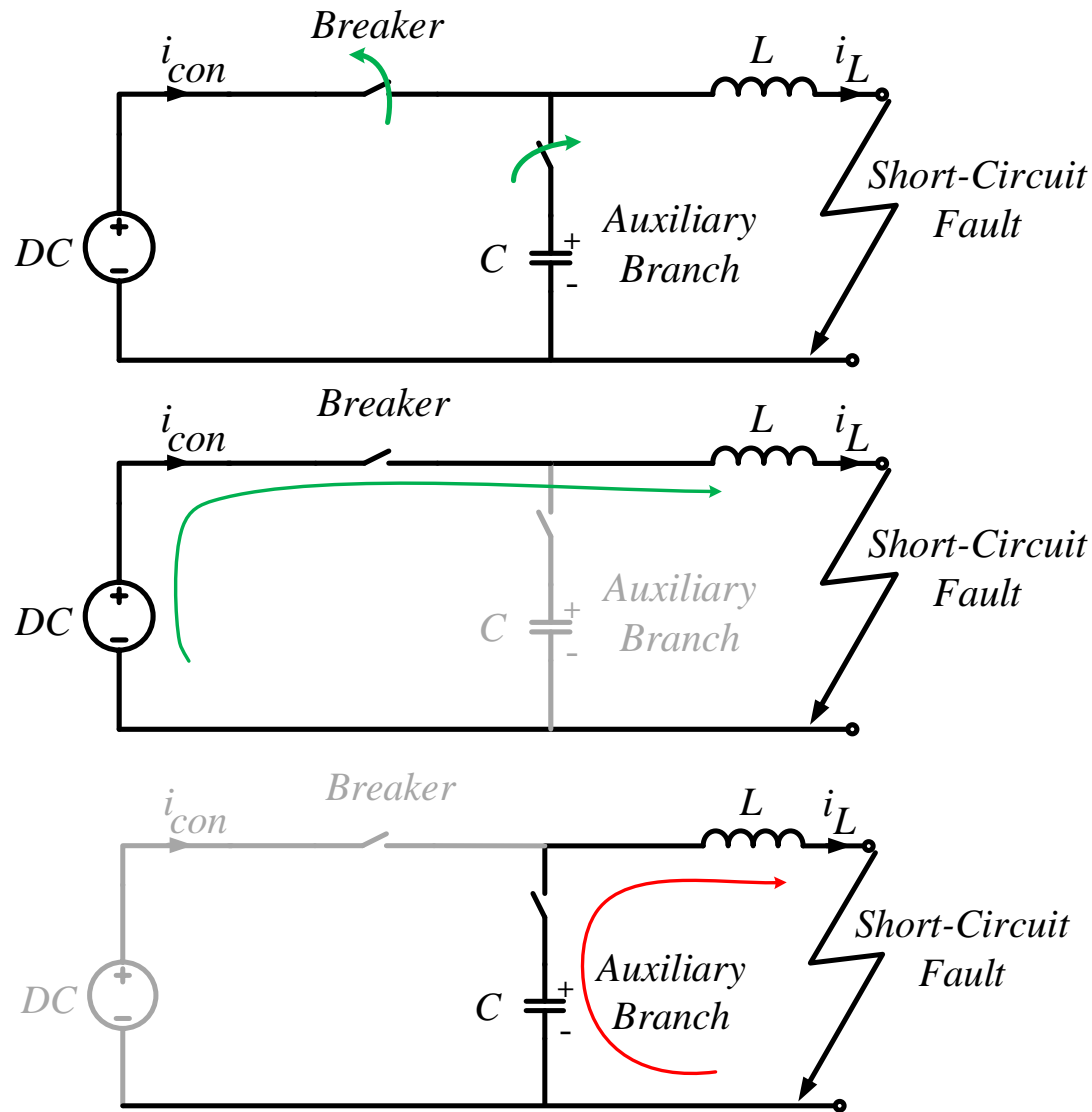 Breaker
i_con
L
i_L
Short-Circuit
Fault
Auxiliary
Branch
DC
+
-
C
+
-
Breaker
i_con
L
i_L
Short-Circuit
Fault
Auxiliary
Branch
DC
+
-
C
+
-
Breaker
i_con
L
i_L
Short-Circuit
Fault
Auxiliary
Branch
DC
+
-
C
+
-